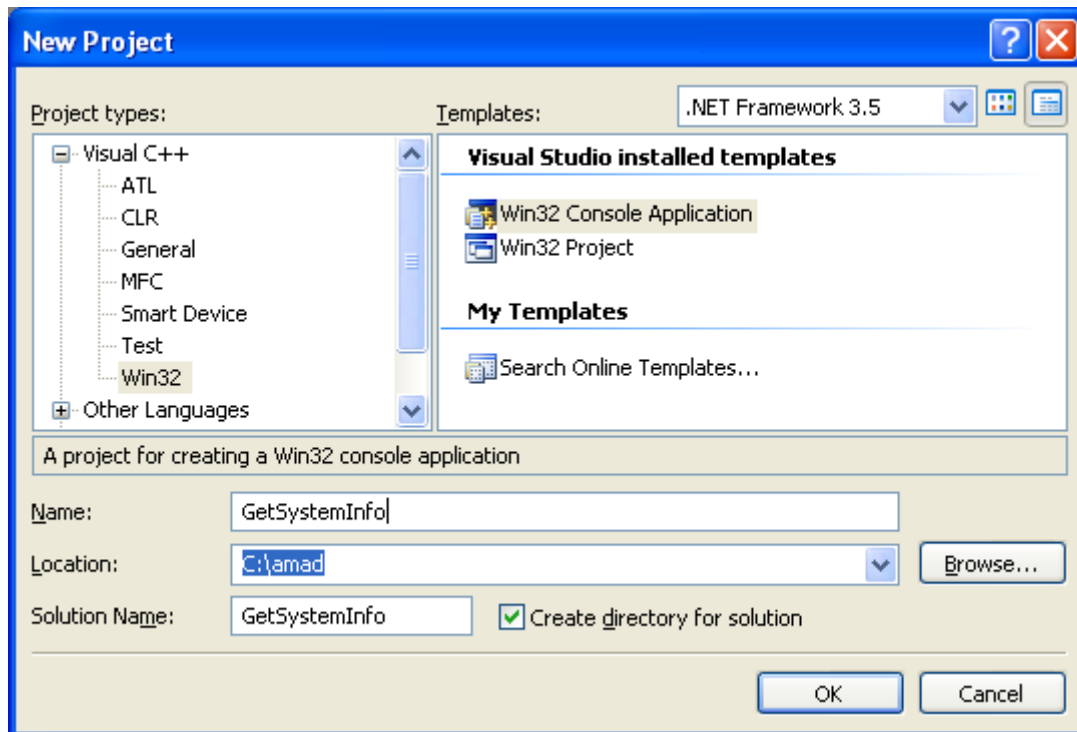 New Project
Project types:
Templates:
.NET Framework 3.5
Visual C++
ATL
CLR
General
MFC
Smart Device
Test
Win32
Other Languages
Visual Studio installed templates
Win32 Console Application
Win32 Project
My Templates
Search Online Templates...
A project for creating a Win32 console application
Name:
GetSystemInfo
Location:
C:\amad
Browse...
Solution Name:
GetSystemInfo
Create directory for solution
OK
Cancel